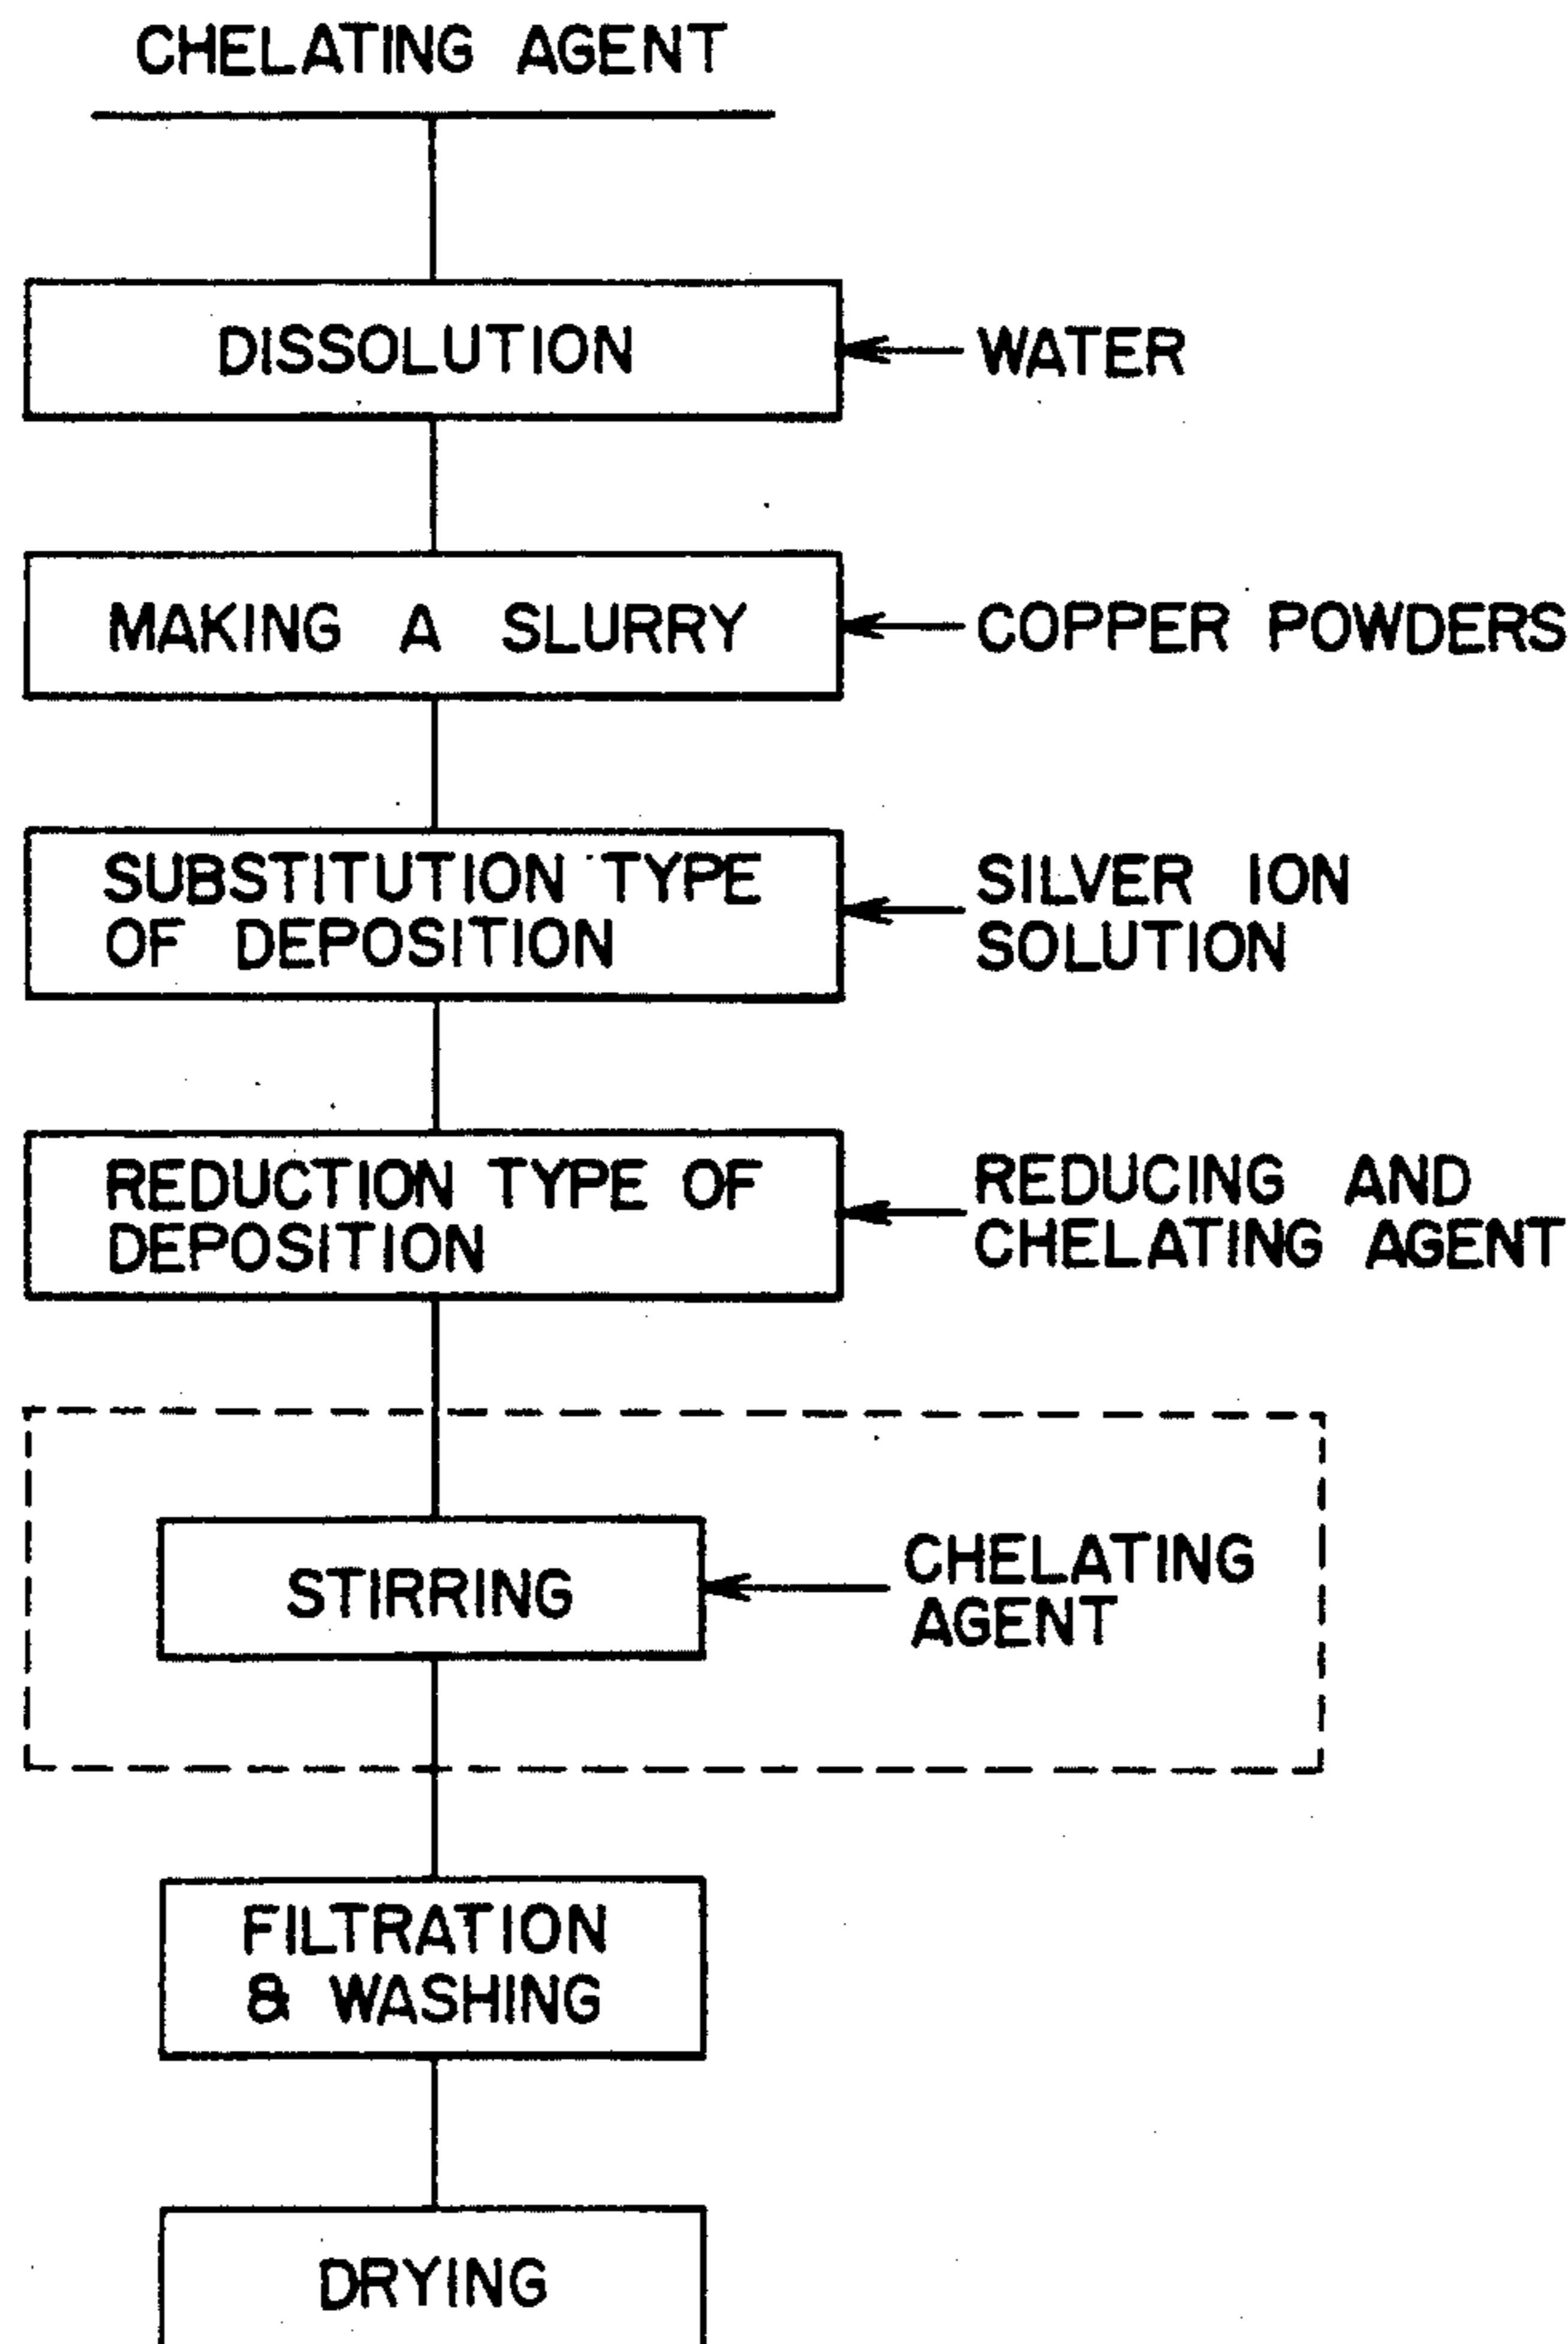 CHELATING AGENT
DISSOLUTION
WATER
MAKING A SLURRY
COPPER POWDERS
SUBSTITUTION TYPE
OF DEPOSITION
SILVER ION
SOLUTION
REDUCTION TYPE OF
DEPOSITION
REDUCING AND
CHELATING AGENT
STIRRING
CHELATING
AGENT
FILTRATION
& WASHING
DRYING